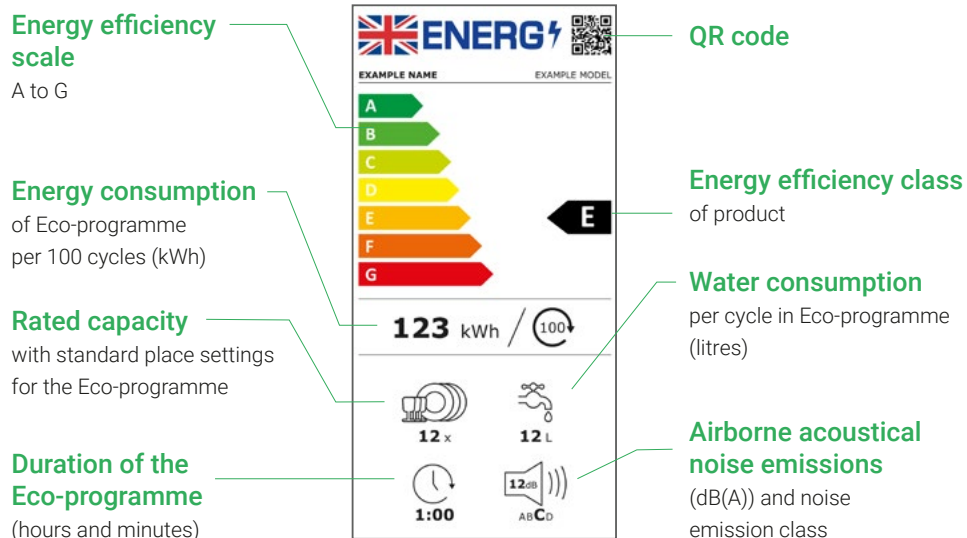 Energy efficiency
scale
A to G
Energy consumption
of Eco-programme
per 100 cycles (kWh)
Rated capacity
with standard place settings
for the Eco-programme
Duration of the
Eco-programme
(hours and minutes)
ENERG
EXAMPLE NAME EXAMPLE MODEL
A
B
C
D
E
F
G
E
123 kWh / 100
12 x
12 L
1:00
12dB
ABCD
QR code
Energy efficiency class
of product
Water consumption
per cycle in Eco-programme
(litres)
Airborne acoustical
noise emissions
(dB(A)) and noise
emission class